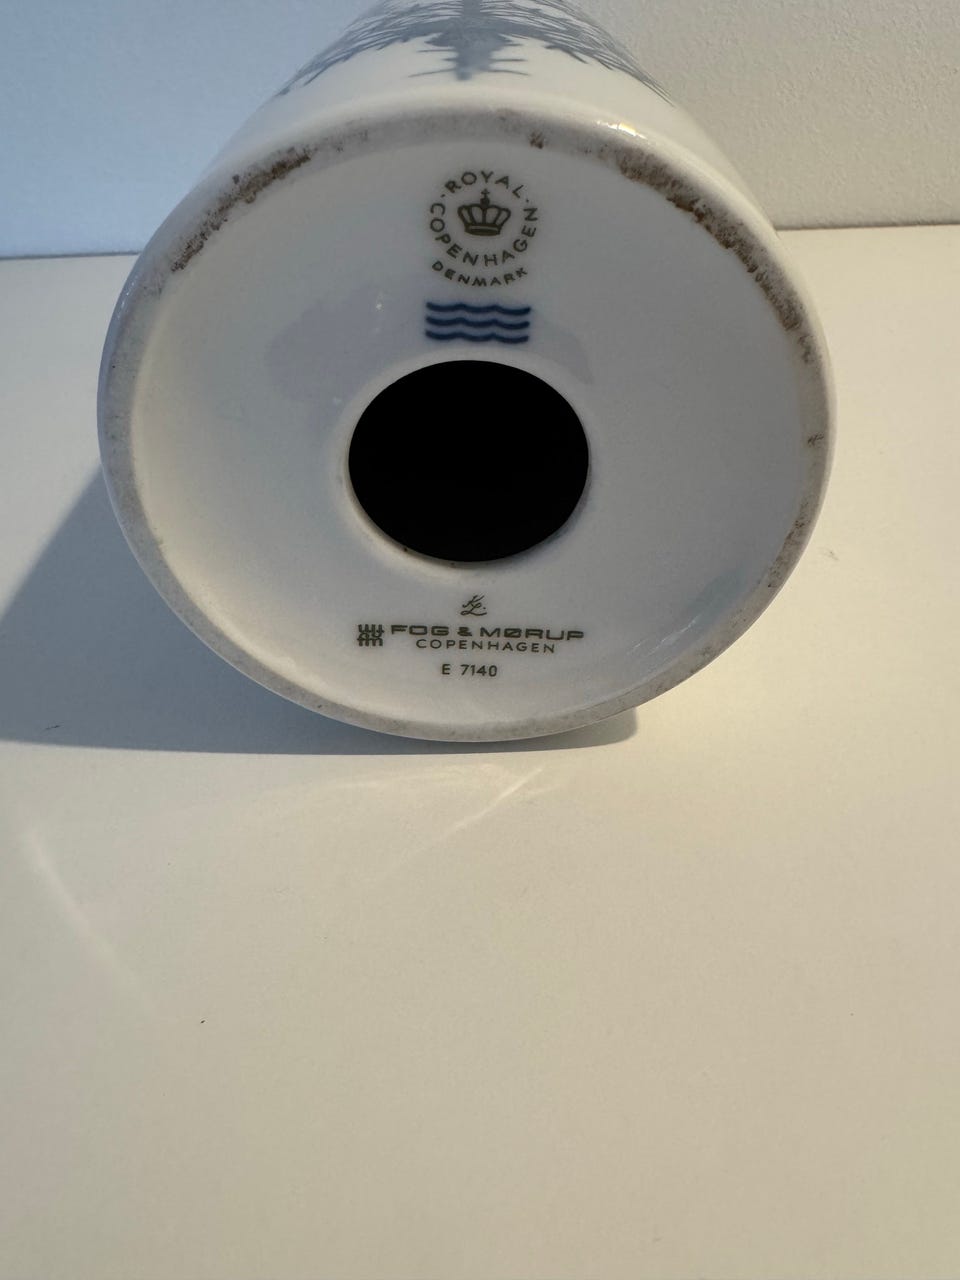 ROYAL
COPENHAGEN
DENMARK
FOG & MØRUP
COPENHAGEN
E 7140